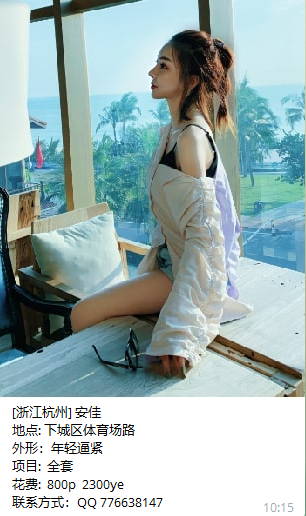 [浙江杭州] 安佳
地点: 下城区体育场路
外形: 年轻逼紧
项目: 全套
花费: 800p 2300ye
联系方式: QQ 776638147
10:15